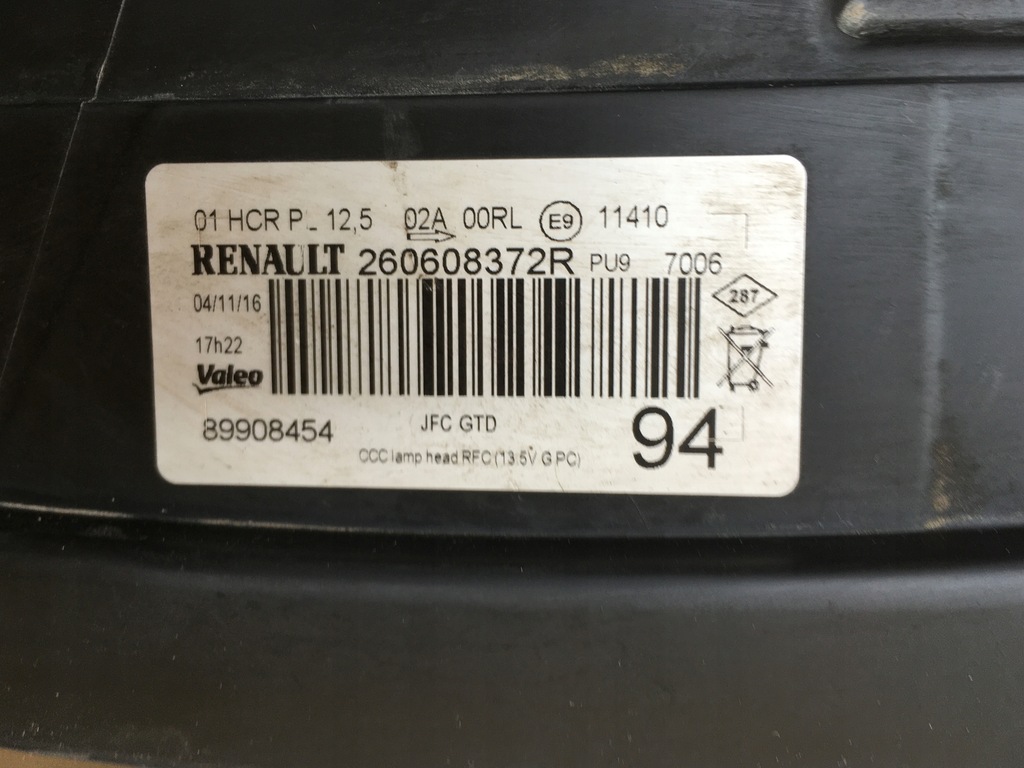 01 HCR P_ 12,5 02A 00RL E9 11410
RENAULT 260608372R PU9 7006
04/11/16
287
17h22
Valeo
89908454 JFC GTD 94
CCC lamp head RFC (13.5V G PC)